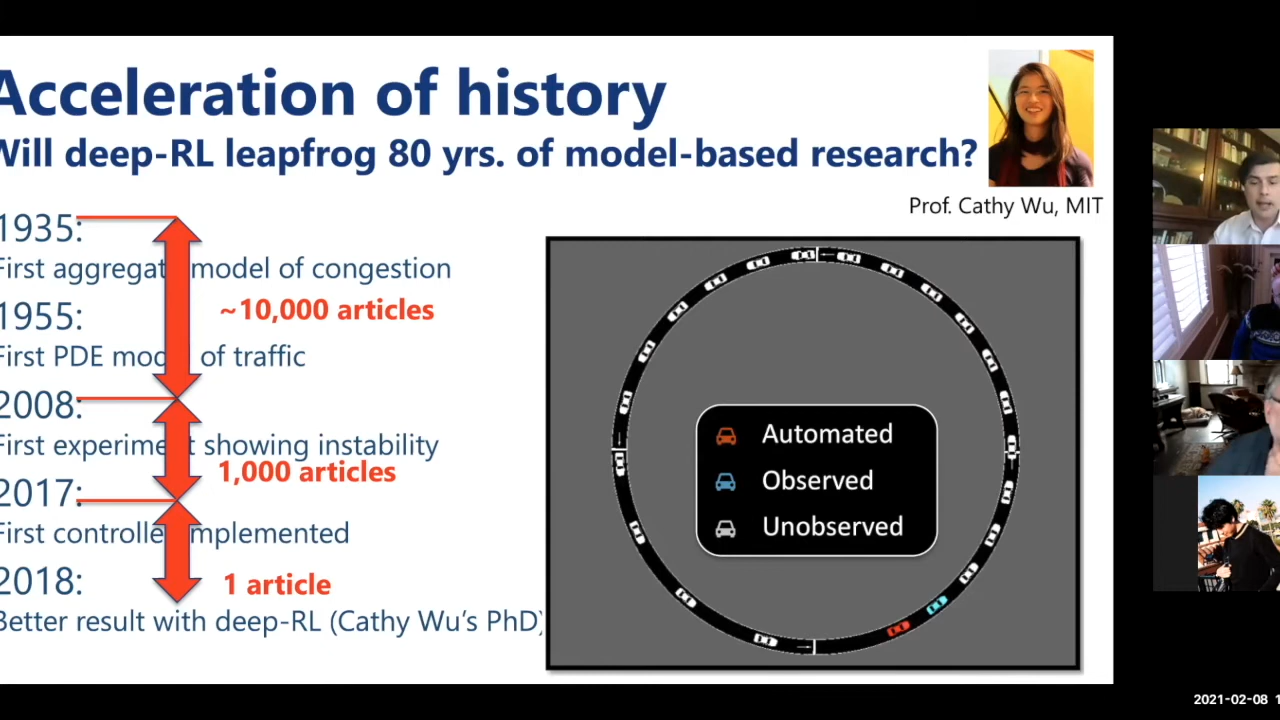 Acceleration of history
Will deep-RL leapfrog 80 yrs. of model-based research?
Prof. Cathy Wu, MIT
1935:
First aggregat model of congestion
~10,000 articles
1955:
First PDE mod of traffic
2008:
First experiment showing instability
1,000 articles
2017:
First controlle mplemented
2018:
1 article
Better result with deep-RL (Cathy Wu's PhD)
Automated
Observed
Unobserved
2021-02-08 1